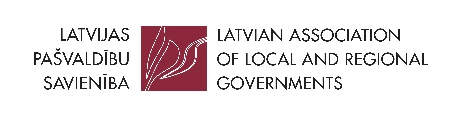 LATVIJAS
PAŠVALDĪBU
SAVIENĪBA
LATVIAN ASSOCIATION
OF LOCAL AND REGIONAL
GOVERNMENTS